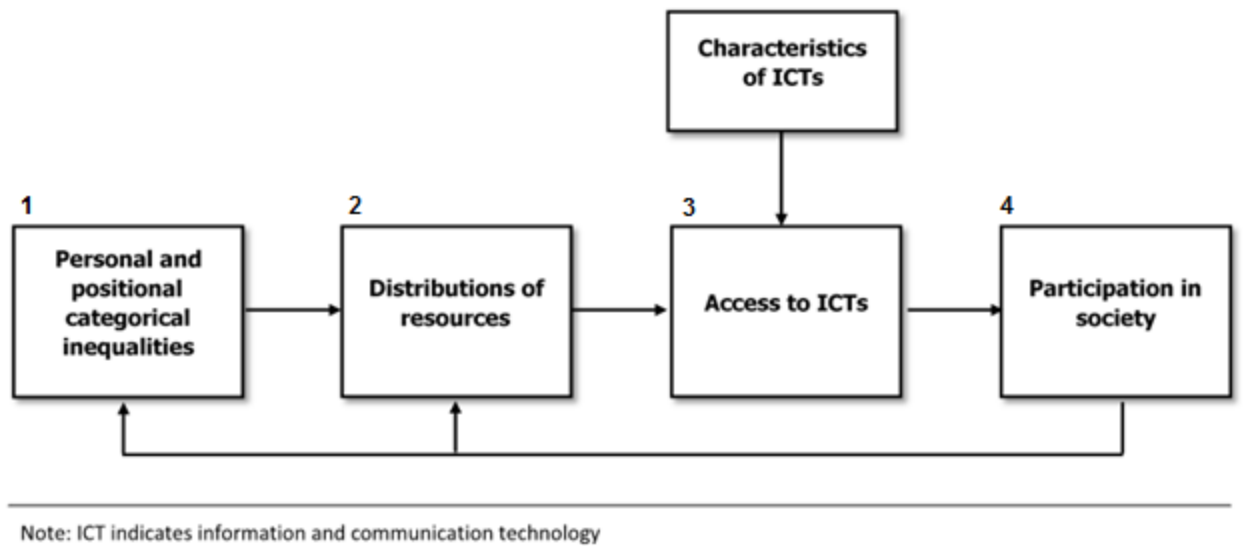 Characteristics
of ICTs
1
Personal and
positional
categorical
inequalities
2
Distributions of
resources
3
Access to ICTs
4
Participation in
society
Note: ICT indicates information and communication technology